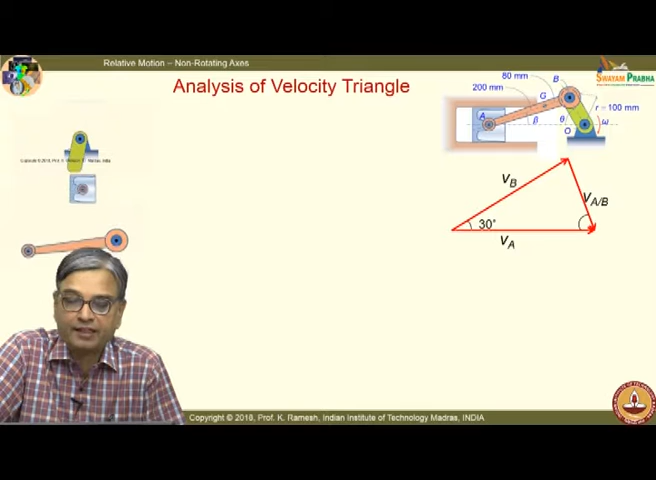 Relative Motion – Non-Rotating Axes
SWAYAM PRABHA
Analysis of Velocity Triangle
80 mm
B
200 mm
G
r = 100 mm
A
β
θ
ω
O
vB
vA/B
30°
vA
Copyright © 2018, Prof. K. Ramesh, Indian Institute of Technology Madras, INDIA